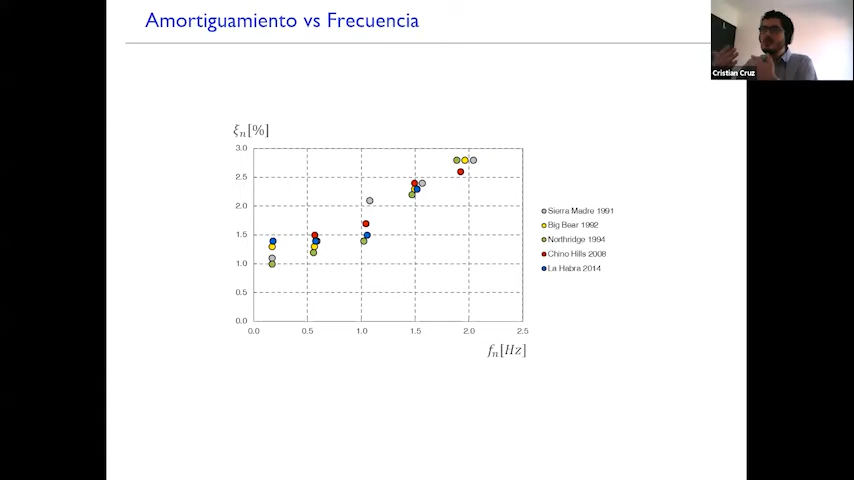 Amortiguamiento vs Frecuencia
Cristian Cruz
ξn[%]
3.0
2.5
2.0
1.5
1.0
0.5
0.0
0.0 0.5 1.0 1.5 2.0 2.5
fn[Hz]
Sierra Madre 1991
Big Bear 1992
Northridge 1994
Chino Hills 2008
La Habra 2014